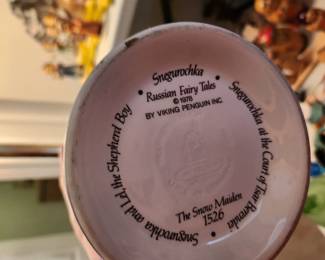 Snegurochka
Russian Fairy Tales
© 1978
BY VIKING PENGUIN INC.
Snegurochka at the Court of Tsar Berendei
Snegurochka and Lel, the Shepherd Boy
The Snow Maiden
1526